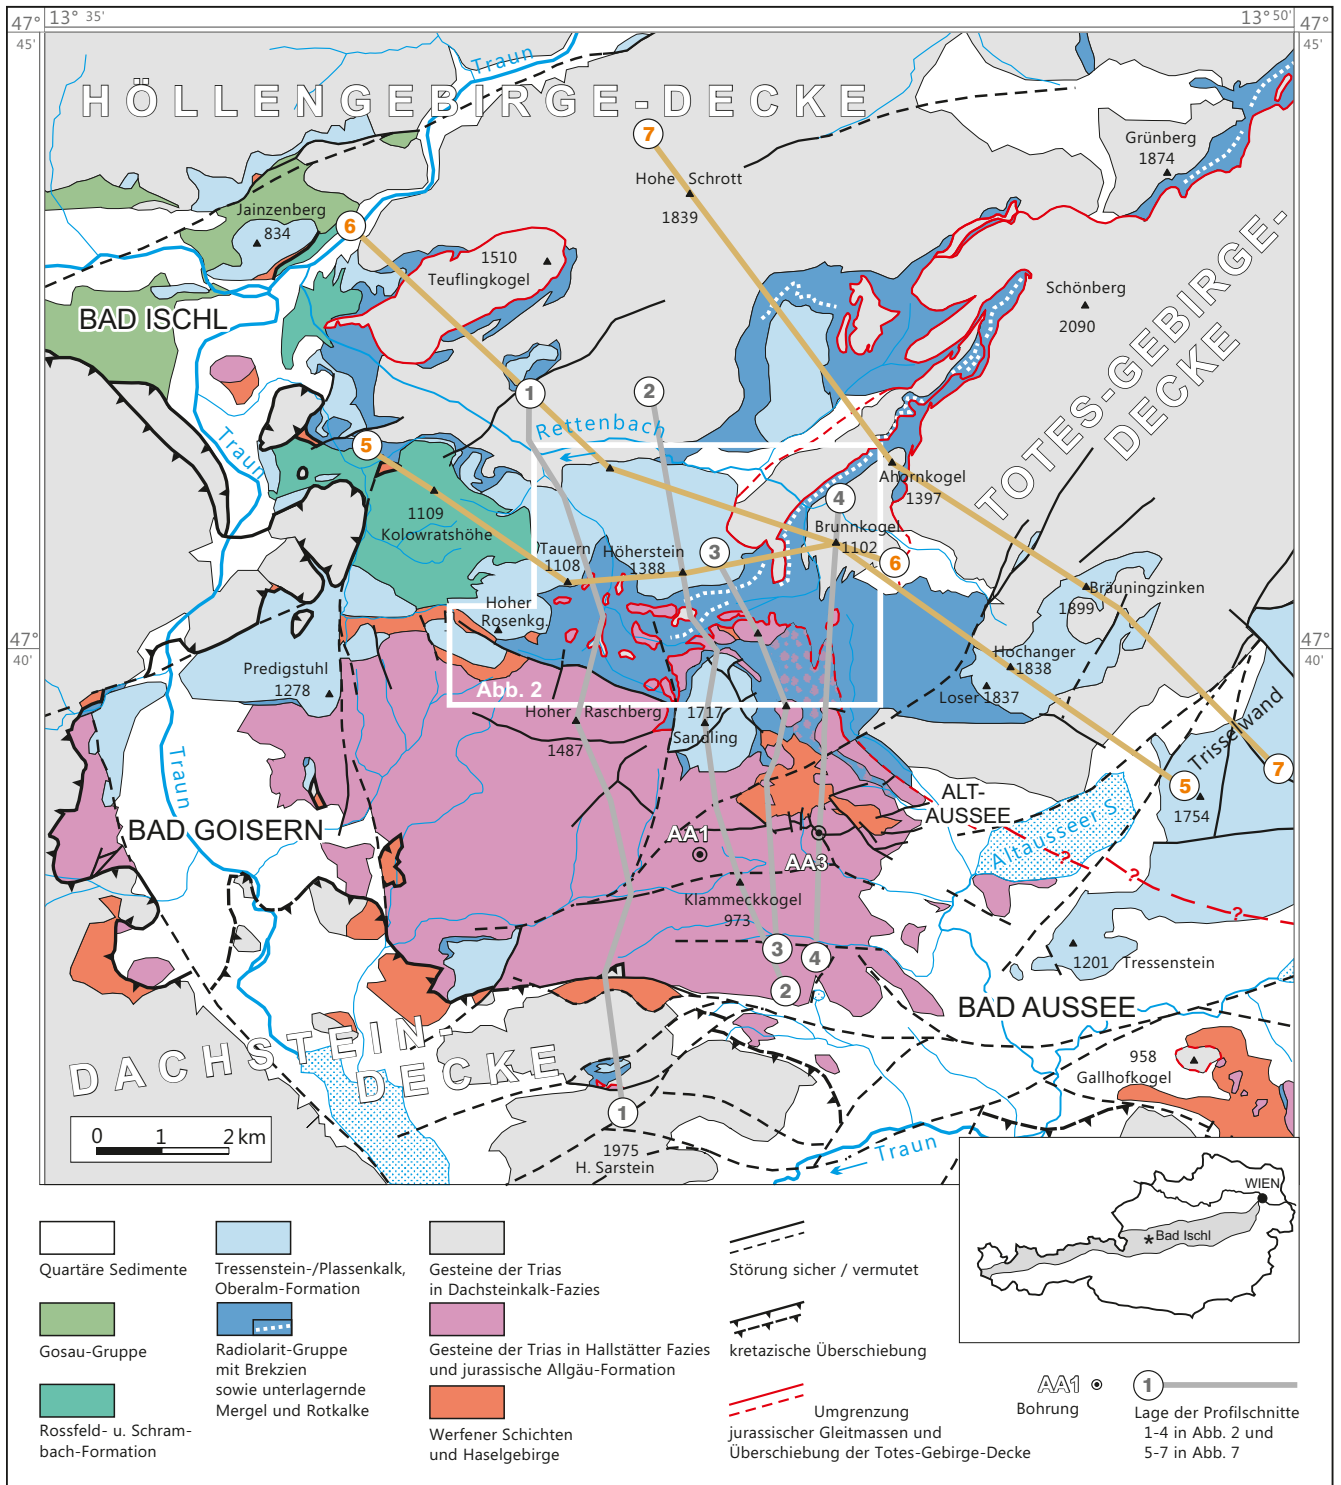 47° 13° 35' 13° 50' 47°
45' 45'
Traun
HÖLLENGEBIRGE-DECKE
7
Grünberg
1874
Hohe Schrott
1839
Jainzenberg
834
6
1510
Teuflingkogel
TOTES-GEBIRGE-
DECKE
Schönberg
2090
BAD ISCHL
1
2
Rettenbach
5
Traun
Ahornkogel
1397
4
1109
Kolowratshöhe
Brunnkogel
1102
3
6
Tauern
1108
Höherstein
1388
Bräuningzinken
1899
Hoher
Rosenkg.
47° 47°
40' 40'
Hochanger
1838
Predigstuhl
1278
Loser 1837
Abb. 2
Hoher Raschberg
1487
1717
Sandling
Trisselwand
7
5
1754
Traun
ALT-
AUSSEE
Altausseer S.
BAD GOISERN
AA1
AA3
?
?
?
Klammeckkogel
973
3
4
2
1201 Tressenstein
BAD AUSSEE
DACHSTEIN-
DECKE
958
Gallhofkogel
1
0 1 2 km
1975
H. Sarstein
Traun
WIEN
* Bad Ischl
Quartäre Sedimente
Gosau-Gruppe
Rossfeld- u. Schram-
bach-Formation
Tressenstein-/Plassenkalk,
Oberalm-Formation
Radiolarit-Gruppe
mit Brekzien
sowie unterlagernde
Mergel und Rotkalke
Gesteine der Trias
in Dachsteinkalk-Fazies
Gesteine der Trias in Hallstätter Fazies
und jurassische Allgäu-Formation
Werfener Schichten
und Haselgebirge
Störung sicher / vermutet
kretazische Überschiebung
Umgrenzung
jurassischer Gleitmassen und
Überschiebung der Totes-Gebirge-Decke
AA1
Bohrung
1
Lage der Profilschnitte
1-4 in Abb. 2 und
5-7 in Abb. 7